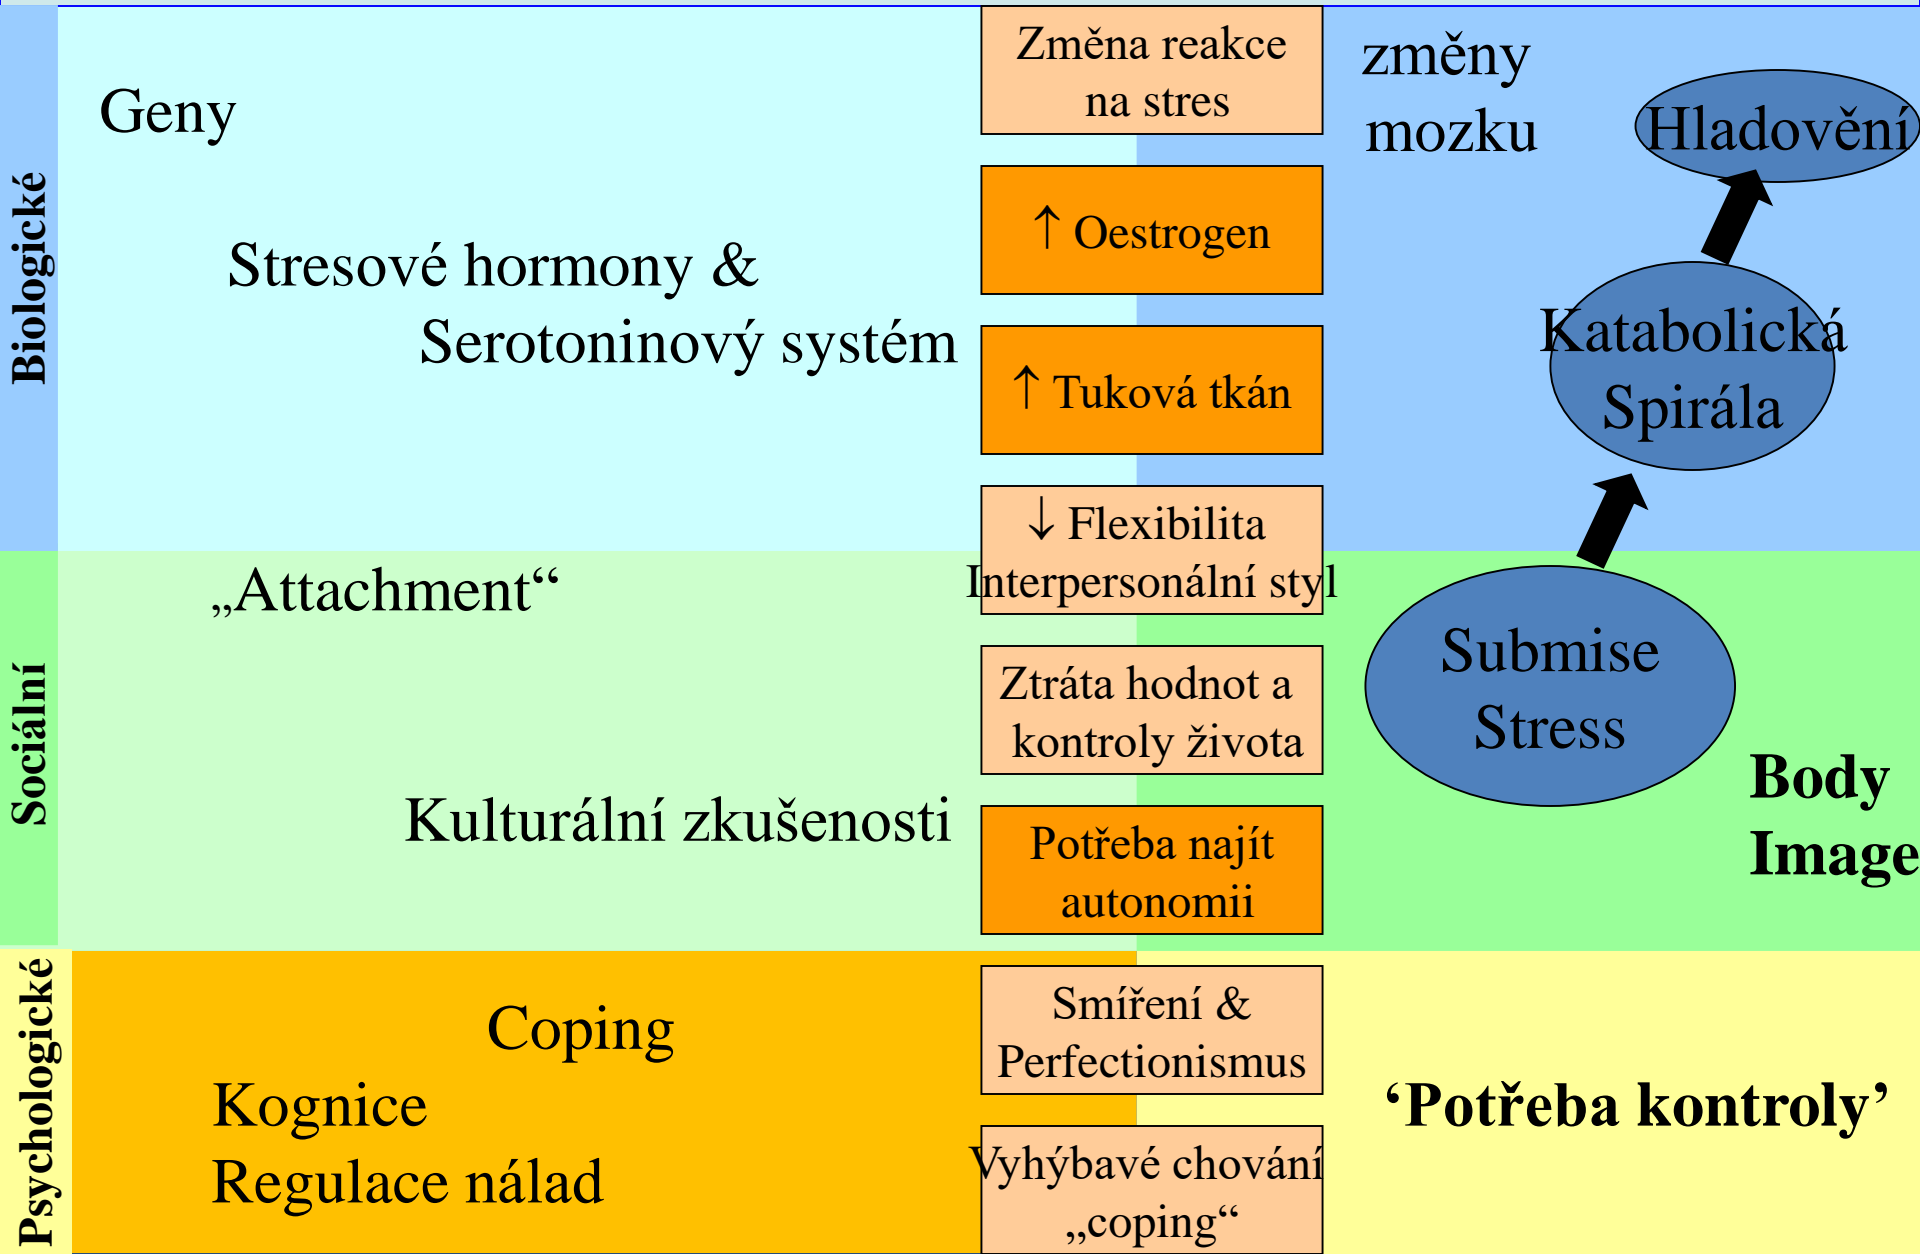 Biologické
Geny
Stresové hormony &
Serotoninový systém
Změna reakce
na stres
↑ Oestrogen
↑ Tuková tkán
↓ Flexibilita
Interpersonální styl
změny
mozku
Hladovění
Katabolická
Spirála
Sociální
„Attachment“
Kulturální zkušenosti
Ztráta hodnot a
kontroly života
Potřeba najít
autonomii
Submise
Stress
Body
Image
Psychologické
Coping
Kognice
Regulace nálad
Smíření &
Perfectionismus
Vyhýbavé chování
„coping“
‘Potřeba kontroly’